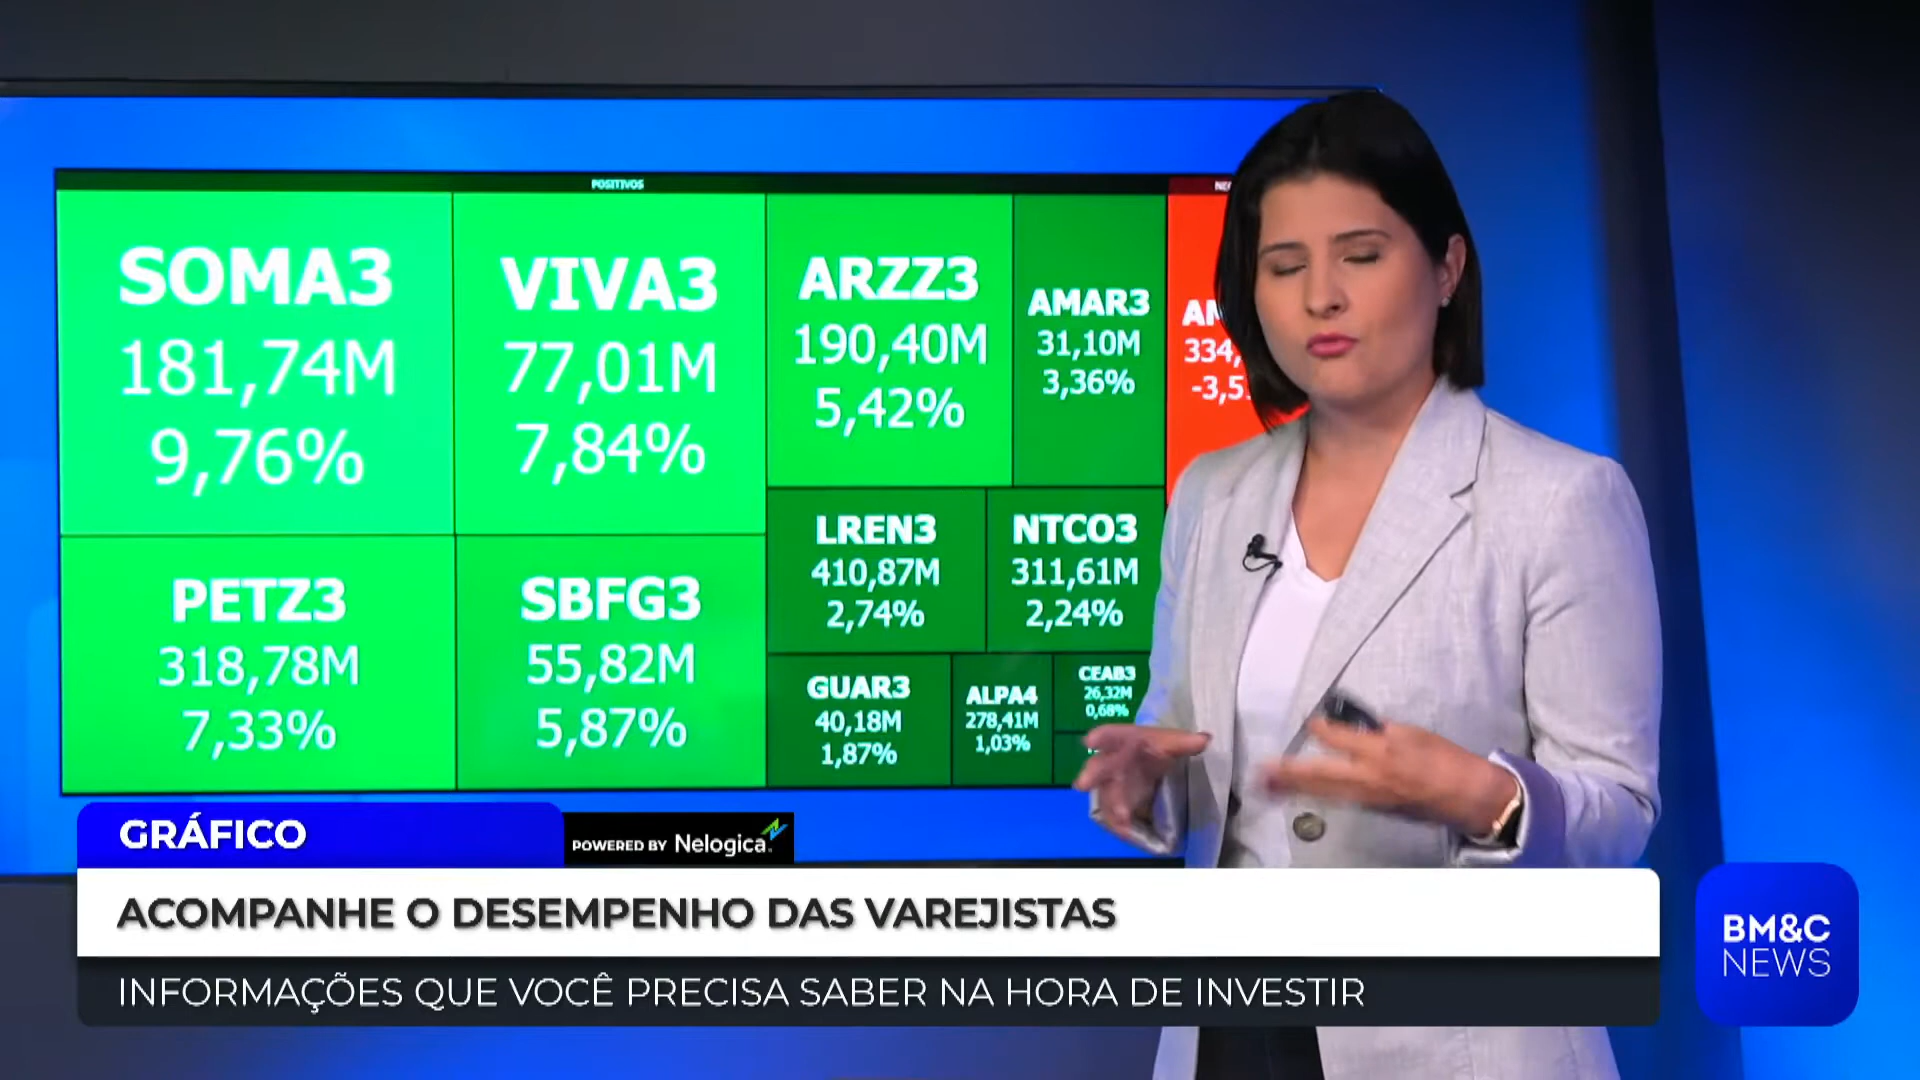 POSITIVOS
SOMA3
181,74M
9,76%
VIVA3
77,01M
7,84%
ARZZ3
190,40M
5,42%
AMAR3
31,10M
3,36%
334,
-3,5
PETZ3
318,78M
7,33%
SBFG3
55,82M
5,87%
LREN3
410,87M
2,74%
NTCO3
311,61M
2,24%
GUAR3
40,18M
1,87%
ALPA4
278,41M
1,03%
CEAB3
26,32M
0,68%
GRÁFICO
POWERED BY Nelogica
ACOMPANHE O DESEMPENHO DAS VAREJISTAS
INFORMAÇÕES QUE VOCÊ PRECISA SABER NA HORA DE INVESTIR
BM&C
NEWS